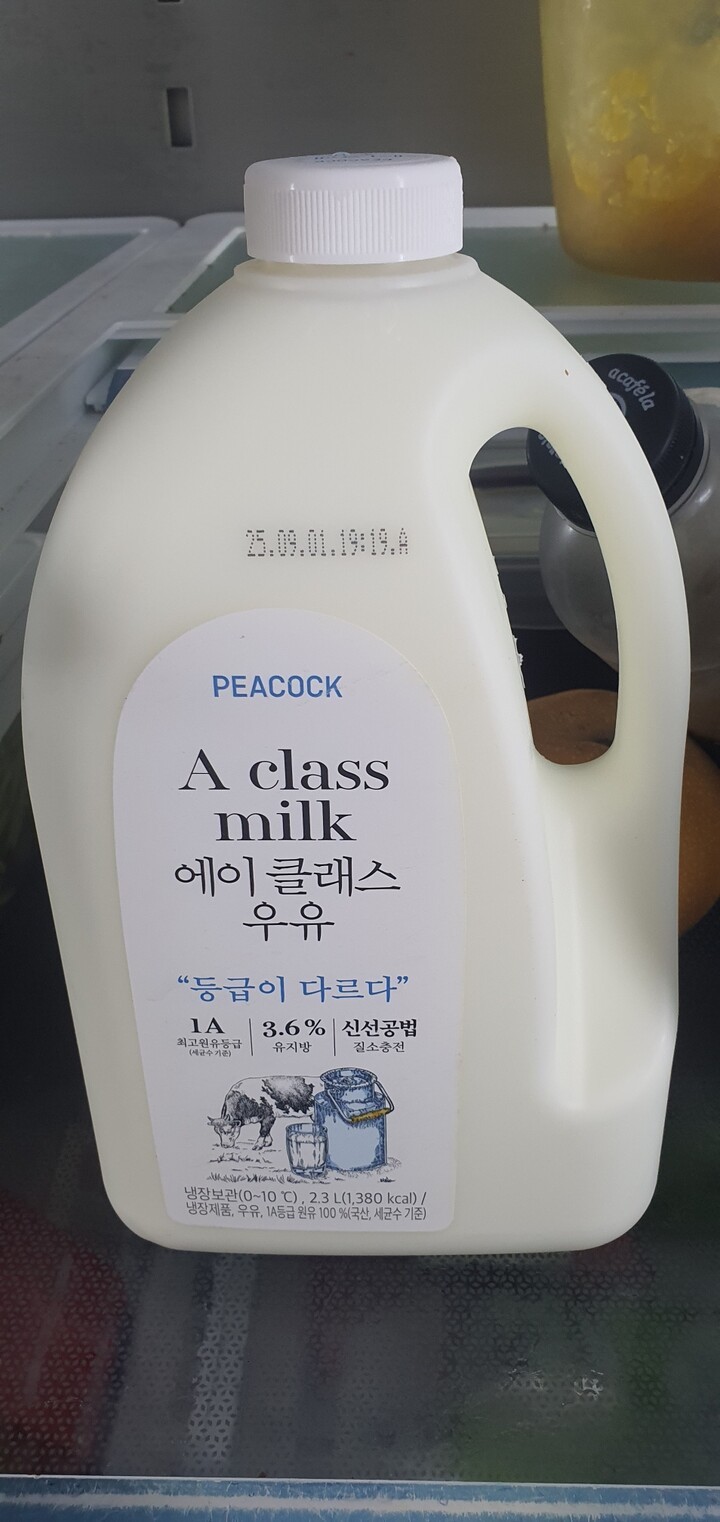 acaféla
25.09.01.19:19.A
PEACOCK
A class
milk
에이 클래스
우유
“등급이 다르다”
1A 3.6% 신선공법
최고원유등급 유지방 질소충전
(세균수기준)
냉장보관(0~10 ℃) , 2.3 L(1,380 kcal) /
냉장제품, 우유, 1A등급 원유 100 %(국산, 세균수 기준)